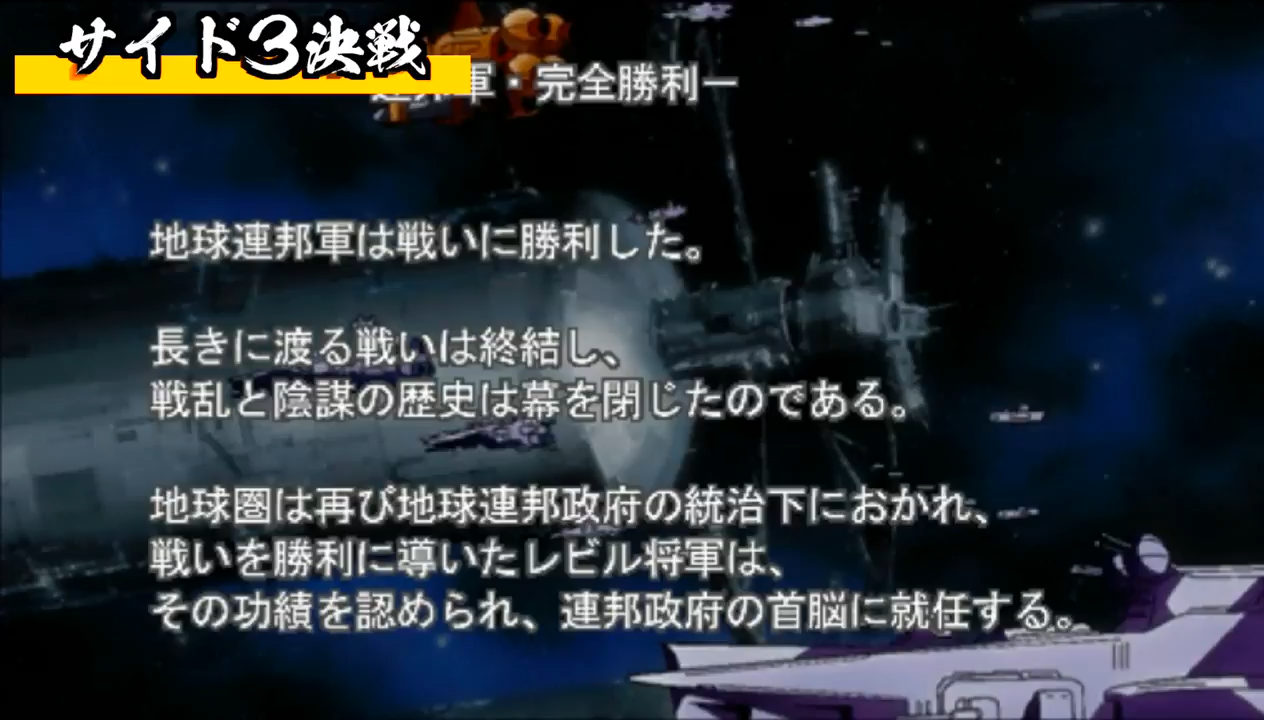 サイド3決戦
軍・完全勝利ー
地球連邦軍は戦いに勝利した。
長きに渡る戦いは終結し、
戦乱と陰謀の歴史は幕を閉じたのである。
地球圏は再び地球連邦政府の統治下におかれ、
戦いを勝利に導いたレビル将軍は、
その功績を認められ、連邦政府の首脳に就任する。